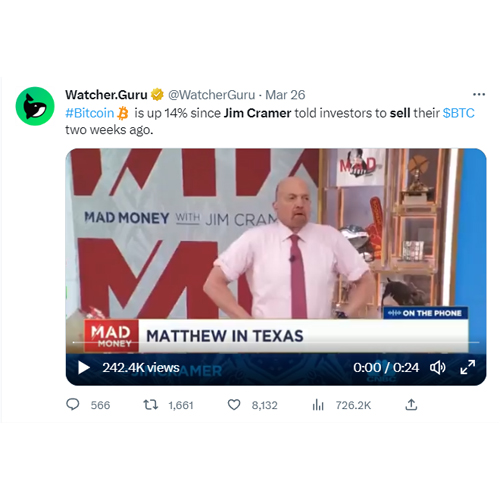 Watcher.Guru @WatcherGuru · Mar 26
#Bitcoin is up 14% since Jim Cramer told investors to sell their $BTC
two weeks ago.
MAD
MAD MONEY WITH JIM CRAM
ON THE PHONE
MAD
MONEY
MATTHEW IN TEXAS
242.4K views
0:00 / 0:24
CRAMER
CNBC
566 1,661 8,132 726.2K